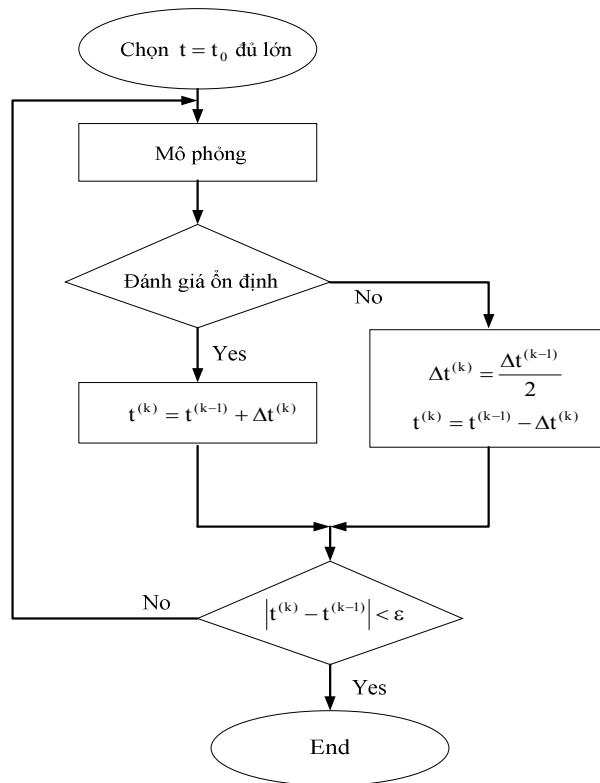 Chọn t = t₀ đủ lớn
Mô phỏng
Đánh giá ổn định
No
Yes
Δt⁽ᵏ⁾ = Δt⁽ᵏ⁻¹⁾ / 2
t⁽ᵏ⁾ = t⁽ᵏ⁻¹⁾ − Δt⁽ᵏ⁾
t⁽ᵏ⁾ = t⁽ᵏ⁻¹⁾ + Δt⁽ᵏ⁾
No
|t⁽ᵏ⁾ − t⁽ᵏ⁻¹⁾| < ε
Yes
End